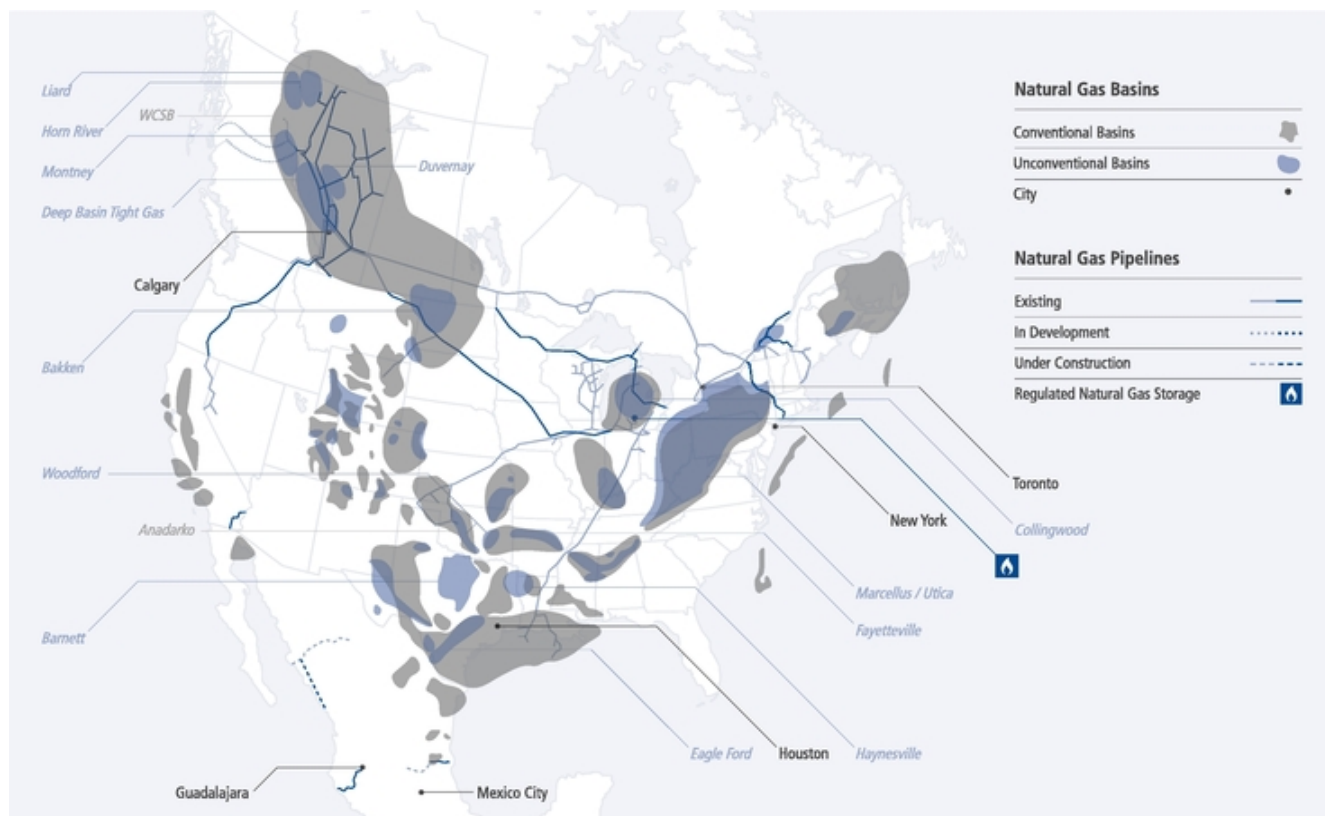 Liard
WCSB
Horn River
Montney
Duvernay
Deep Basin Tight Gas
Calgary
Bakken
Woodford
Anadarko
Barnett
Guadalajara
Mexico City
Eagle Ford
Houston
Haynesville
Fayetteville
Marcellus / Utica
New York
Collingwood
Toronto
Natural Gas Basins
Conventional Basins
Unconventional Basins
City
Natural Gas Pipelines
Existing
In Development
Under Construction
Regulated Natural Gas Storage